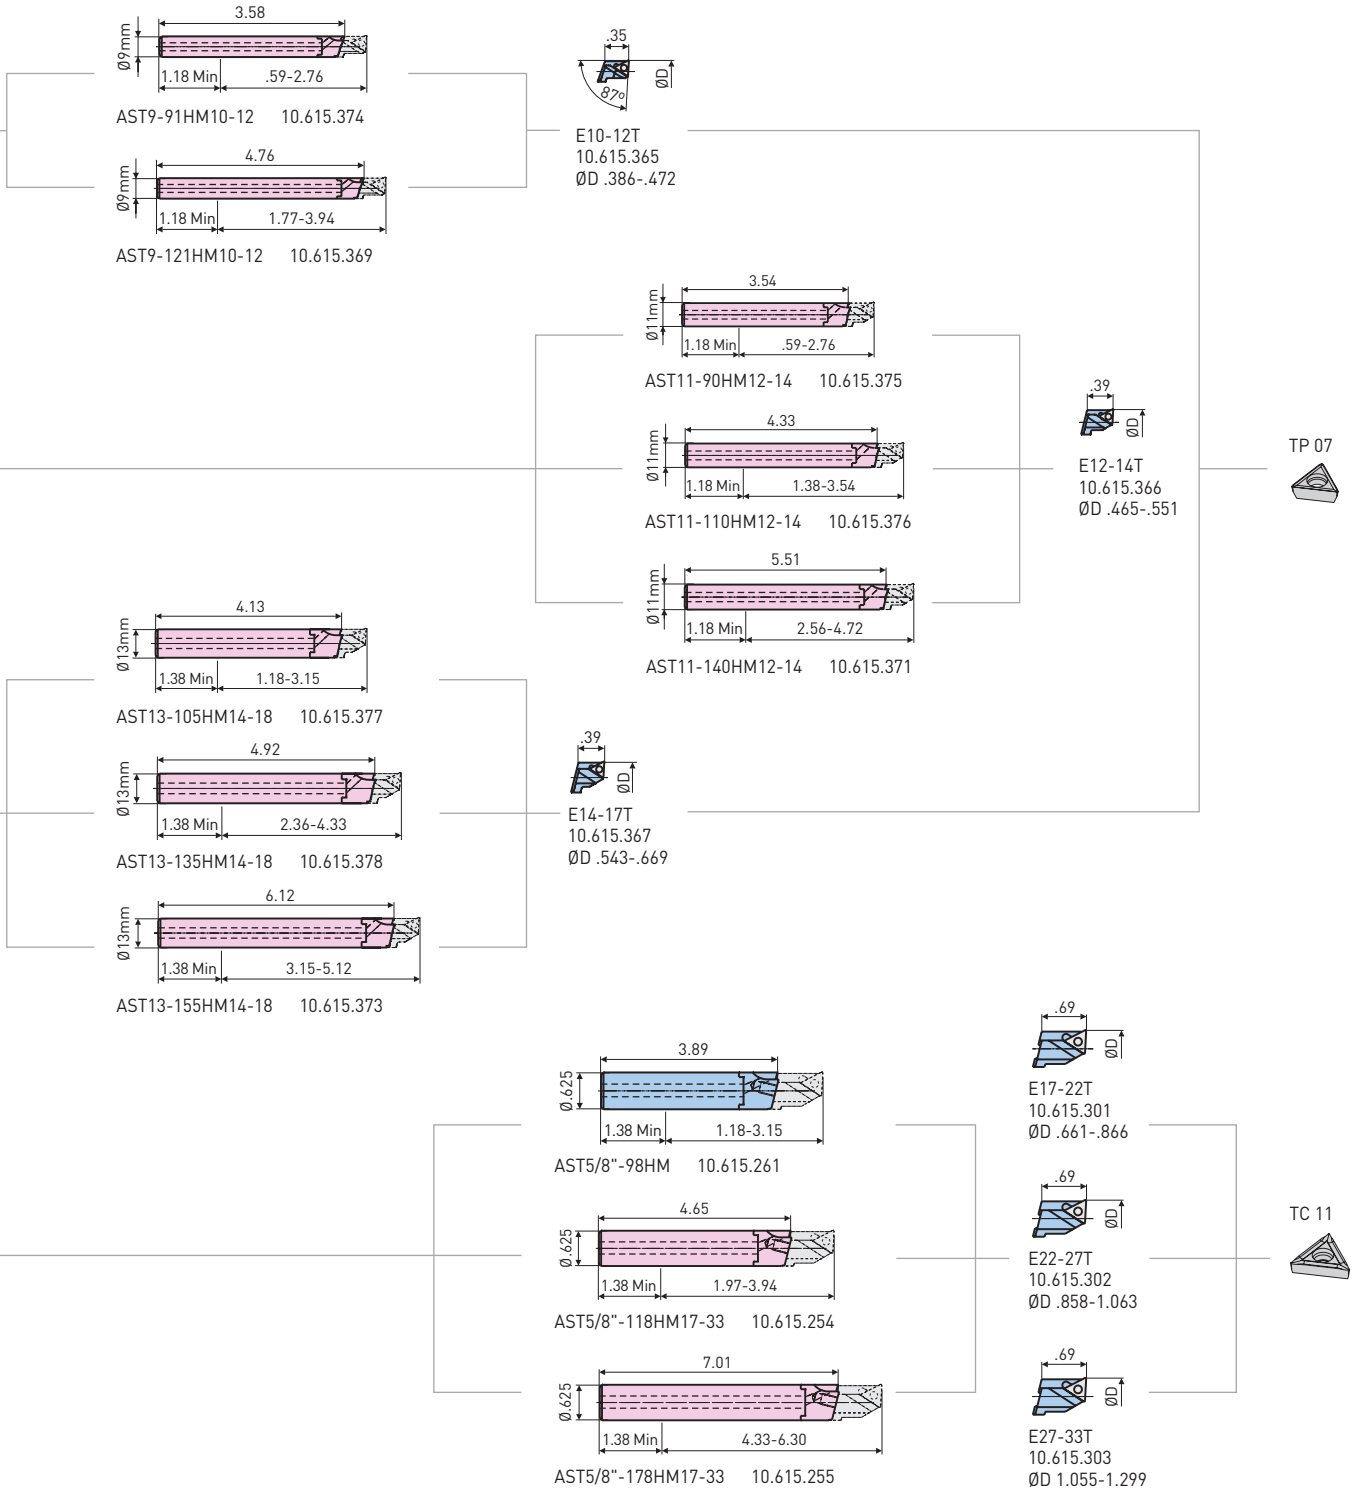 3.58
Ø9mm
1.18 Min
.59-2.76
AST9-91HM10-12 10.615.374
4.76
Ø9mm
1.18 Min
1.77-3.94
AST9-121HM10-12 10.615.369
.35
ØD
87º
E10-12T
10.615.365
ØD .386-.472
3.54
Ø11mm
1.18 Min
.59-2.76
AST11-90HM12-14 10.615.375
4.33
Ø11mm
1.18 Min
1.38-3.54
AST11-110HM12-14 10.615.376
5.51
Ø11mm
1.18 Min
2.56-4.72
AST11-140HM12-14 10.615.371
.39
ØD
E12-14T
10.615.366
ØD .465-.551
TP 07
4.13
Ø13mm
1.38 Min
1.18-3.15
AST13-105HM14-18 10.615.377
4.92
Ø13mm
1.38 Min
2.36-4.33
AST13-135HM14-18 10.615.378
6.12
Ø13mm
1.38 Min
3.15-5.12
AST13-155HM14-18 10.615.373
.39
ØD
E14-17T
10.615.367
ØD .543-.669
3.89
Ø.625
1.38 Min
1.18-3.15
AST5/8"-98HM 10.615.261
4.65
Ø.625
1.38 Min
1.97-3.94
AST5/8"-118HM17-33 10.615.254
7.01
Ø.625
1.38 Min
4.33-6.30
AST5/8"-178HM17-33 10.615.255
.69
ØD
E17-22T
10.615.301
ØD .661-.866
.69
ØD
E22-27T
10.615.302
ØD .858-1.063
.69
ØD
E27-33T
10.615.303
ØD 1.055-1.299
TC 11